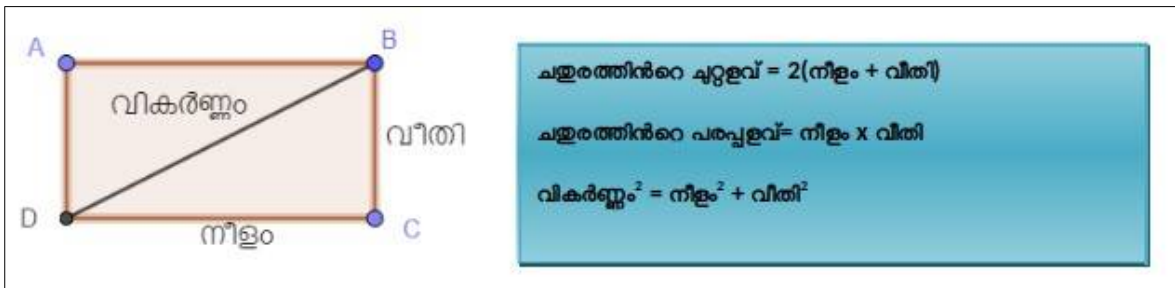 A
B
വികർണ്ണം
വീതി
D
C
നീളം
ചതുരത്തിൻറെ ചുറ്റളവ് = 2(നീളം + വീതി)
ചതുരത്തിൻറെ പരപ്പളവ്= നീളം x വീതി
വികർണ്ണം² = നീളം² + വീതി²